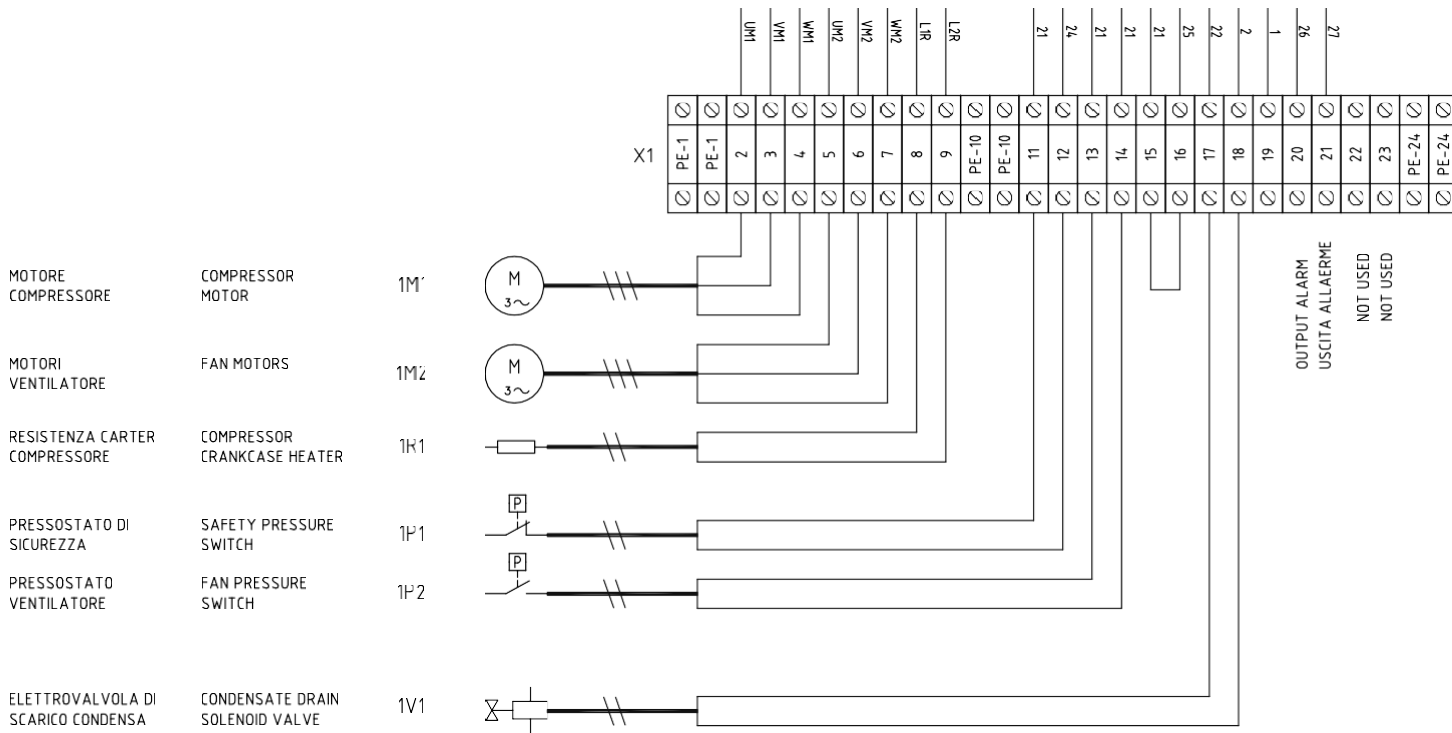 UM1 VM1 WM1 UM2 VM2 WM2 L1R L2R 21 24 21 21 21 25 22 2 1 26 27
X1 PE-1 PE-1 2 3 4 5 6 7 8 9 PE-10 PE-10 11 12 13 14 15 16 17 18 19 20 21 22 23 PE-24 PE-24
OUTPUT ALARM
USCITA ALLAERME
NOT USED
NOT USED
MOTORE
COMPRESSORE
COMPRESSOR
MOTOR
1M1
M
3~
MOTORI
VENTILATORE
FAN MOTORS
1M2
M
3~
RESISTENZA CARTER
COMPRESSORE
COMPRESSOR
CRANKCASE HEATER
1R1
PRESSOSTATO DI
SICUREZZA
SAFETY PRESSURE
SWITCH
1P1
P
PRESSOSTATO
VENTILATORE
FAN PRESSURE
SWITCH
1P2
P
ELETTROVALVOLA DI
SCARICO CONDENSA
CONDENSATE DRAIN
SOLENOID VALVE
1V1